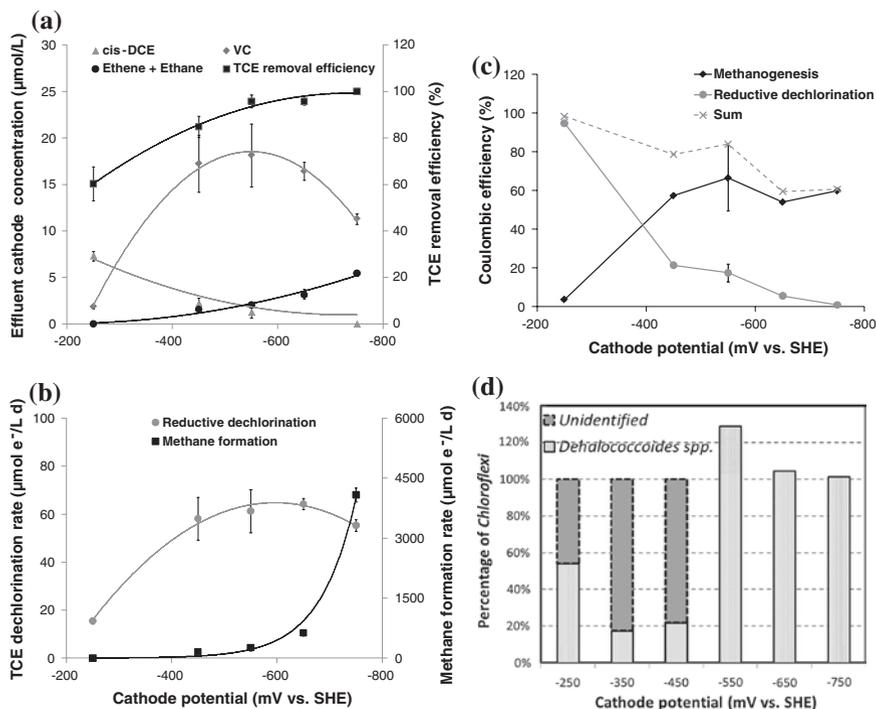 (a)
cis-DCE
VC
Ethene + Ethane
TCE removal efficiency
Effluent cathode concentration (µmol/L)
30
25
20
15
10
5
0
TCE removal efficiency (%)
120
100
80
60
40
20
0
-200
-400
-600
-800
(c)
Methanogenesis
Reductive dechlorination
Sum
Coulombic efficiency (%)
120
100
80
60
40
20
0
-200
-400
-600
-800
Cathode potential (mV vs. SHE)
(b)
Reductive dechlorination
Methane formation
TCE dechlorination rate (µmol e⁻/L d)
100
80
60
40
20
0
Methane formation rate (µmol e⁻/L d)
6000
4500
3000
1500
0
-200
-400
-600
-800
Cathode potential (mV vs. SHE)
(d)
Unidentified
Dehalococcoides spp.
Percentage of Chloroflexi
140%
120%
100%
80%
60%
40%
20%
0%
-250
-350
-450
-550
-650
-750
Cathode potential (mV vs. SHE)